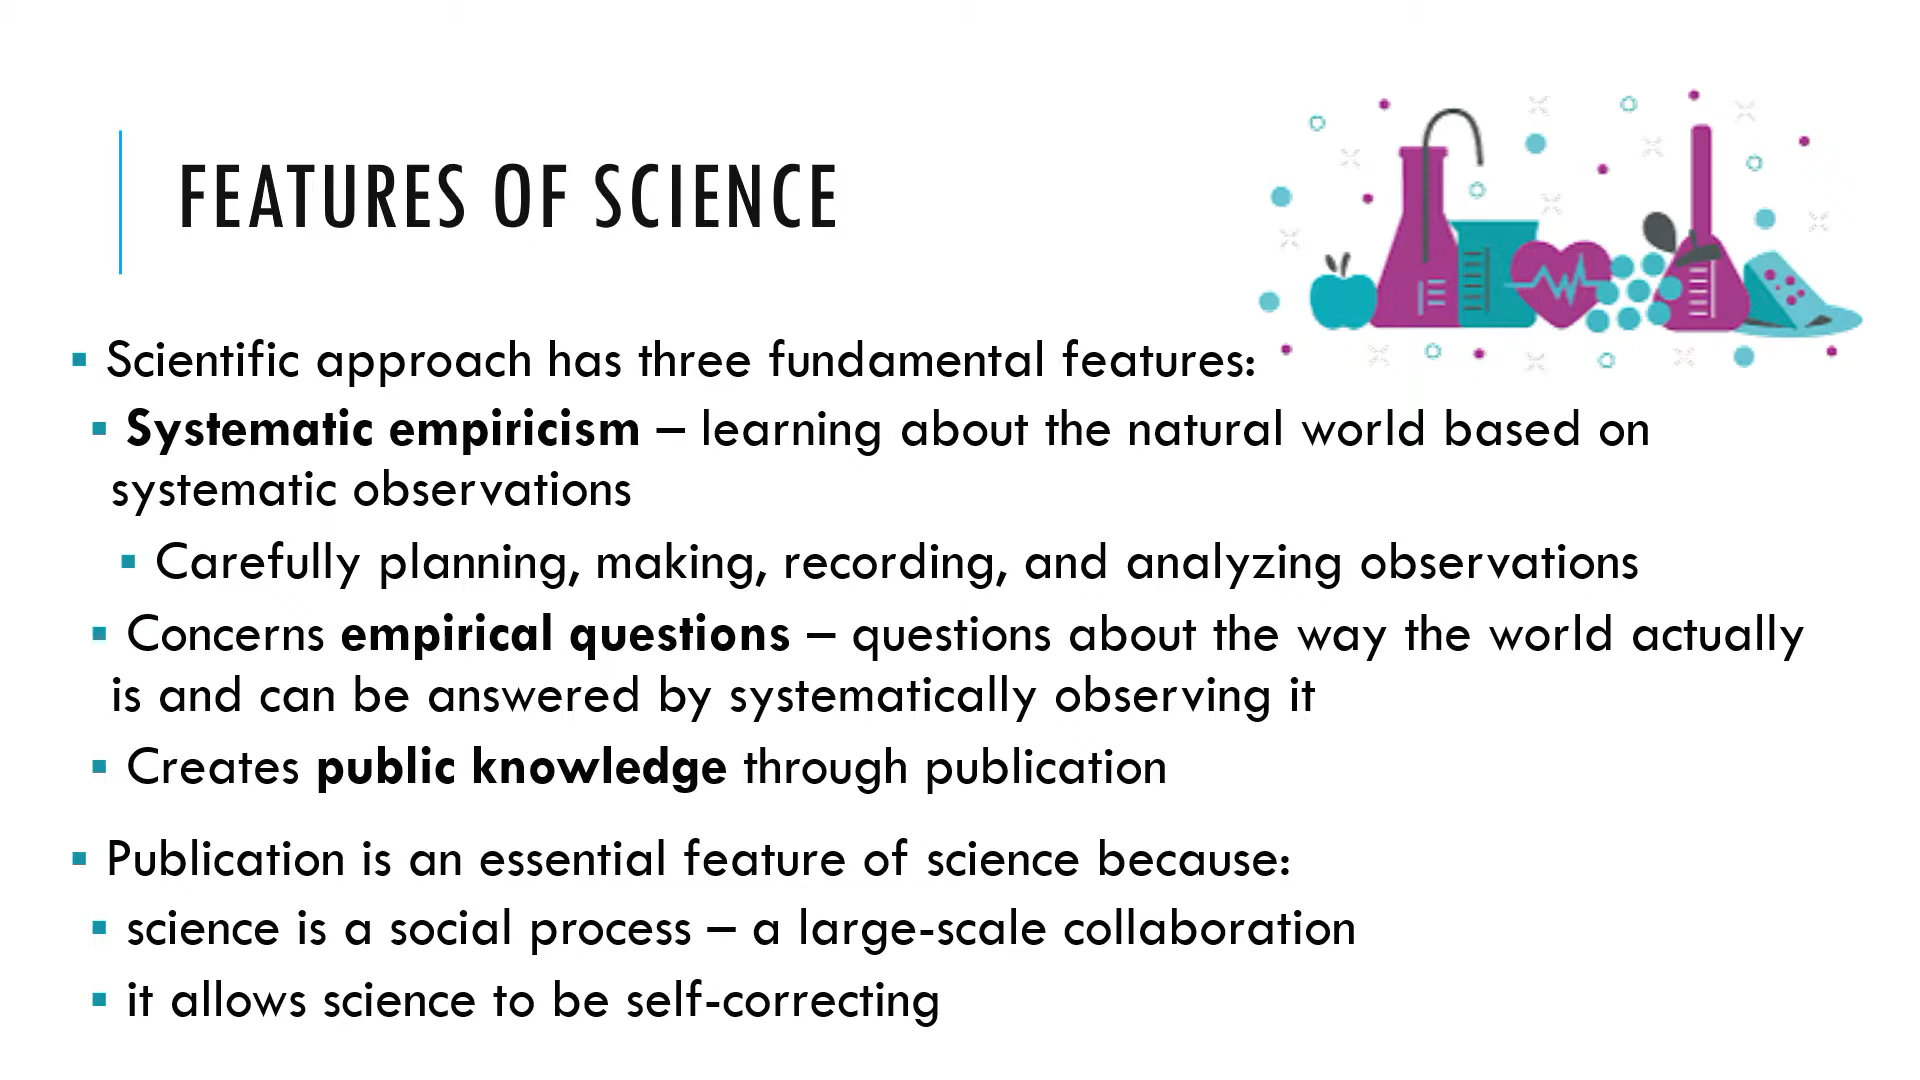 FEATURES OF SCIENCE
▪ Scientific approach has three fundamental features:
▪ Systematic empiricism – learning about the natural world based on
systematic observations
▪ Carefully planning, making, recording, and analyzing observations
▪ Concerns empirical questions – questions about the way the world actually
is and can be answered by systematically observing it
▪ Creates public knowledge through publication
▪ Publication is an essential feature of science because:
▪ science is a social process – a large-scale collaboration
▪ it allows science to be self-correcting